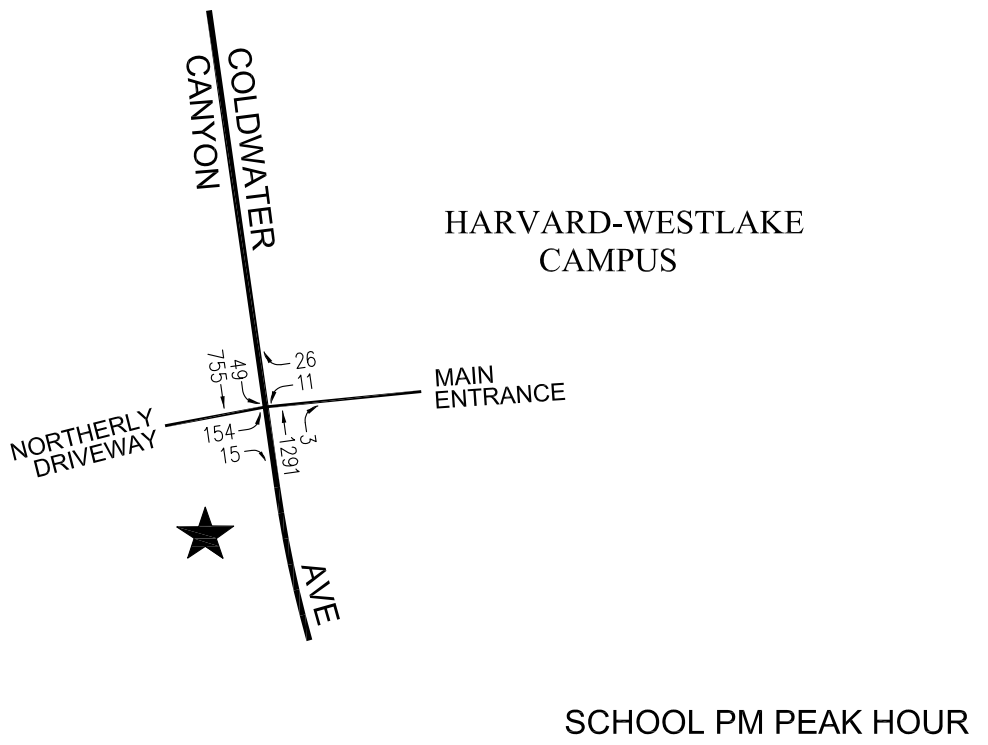 COLDWATER
CANYON
HARVARD-WESTLAKE
CAMPUS
755
49
26
11
MAIN
ENTRANCE
NORTHERLY
DRIVEWAY
154
15
1291
3
AVE
SCHOOL PM PEAK HOUR